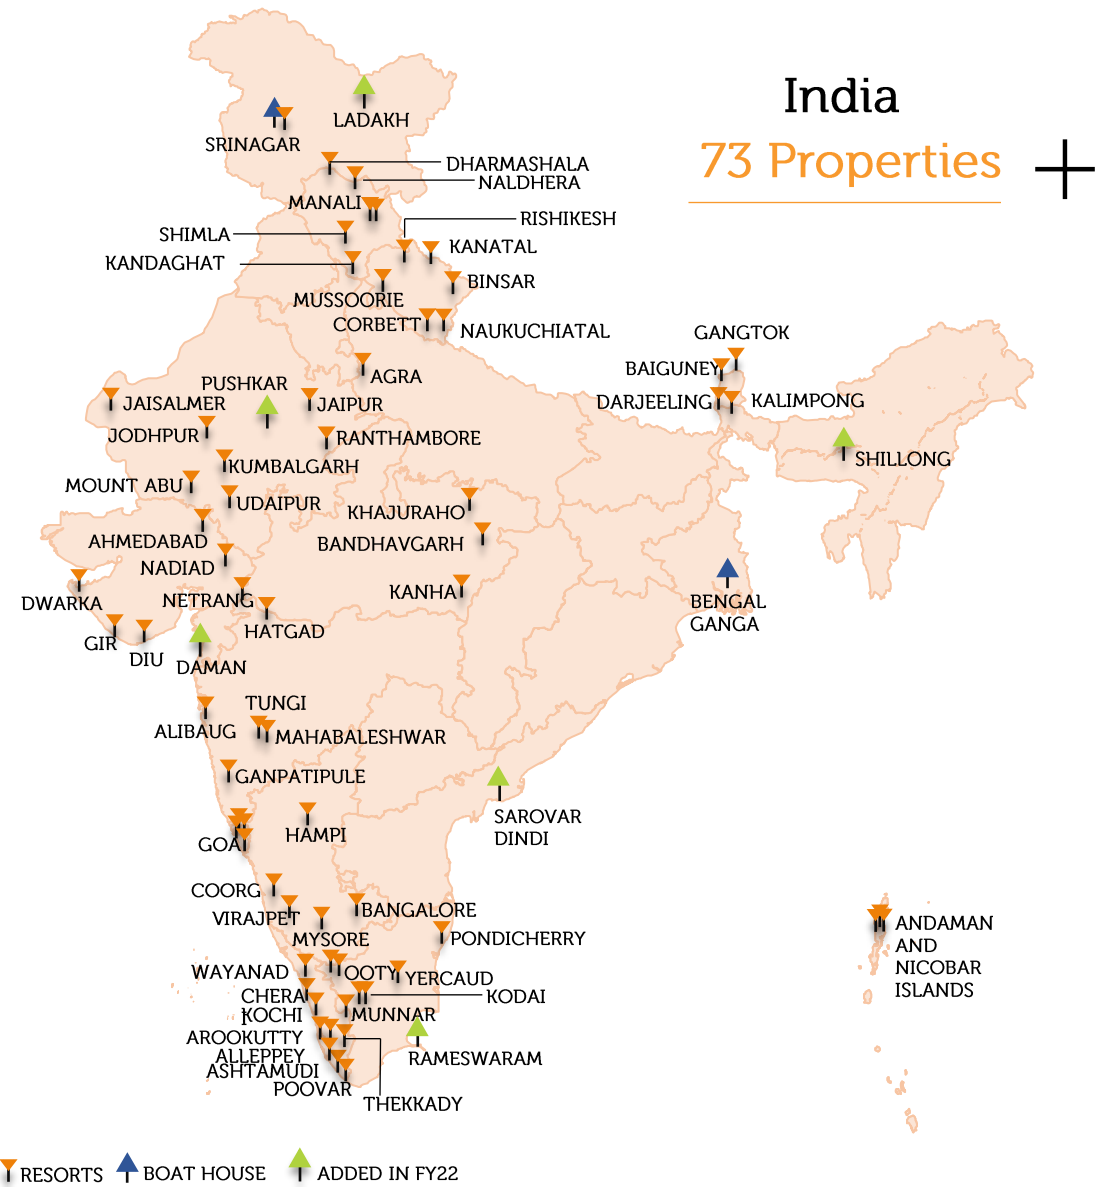 India
73 Properties
LADAKH
SRINAGAR
DHARMASHALA
NALDHERA
MANALI
RISHIKESH
SHIMLA
KANATAL
KANDAGHAT
BINSAR
MUSSOORIE
CORBETT
NAUKUCHIATAL
GANGTOK
BAIGUNEY
AGRA
PUSHKAR
DARJEELING
KALIMPONG
JAISALMER
JAIPUR
JODHPUR
RANTHAMBORE
SHILLONG
KUMBALGARH
MOUNT ABU
UDAIPUR
KHAJURAHO
AHMEDABAD
BANDHAVGARH
NADIAD
KANHA
DWARKA
NETRANG
BENGAL
GANGA
HATGAD
GIR
DIU
DAMAN
TUNGI
ALIBAUG
MAHABALESHWAR
GANPATIPULE
SAROVAR
DINDI
HAMPI
GOA
COORG
VIRAJPET
BANGALORE
MYSORE
PONDICHERRY
ANDAMAN
AND
NICOBAR
ISLANDS
WAYANAD
OOTY
YERCAUD
CHERAI
KODAI
KOCHI
MUNNAR
AROOKUTTY
ALLEPPEY
RAMESWARAM
ASHTAMUDI
POOVAR
THEKKADY
RESORTS
BOAT HOUSE
ADDED IN FY22